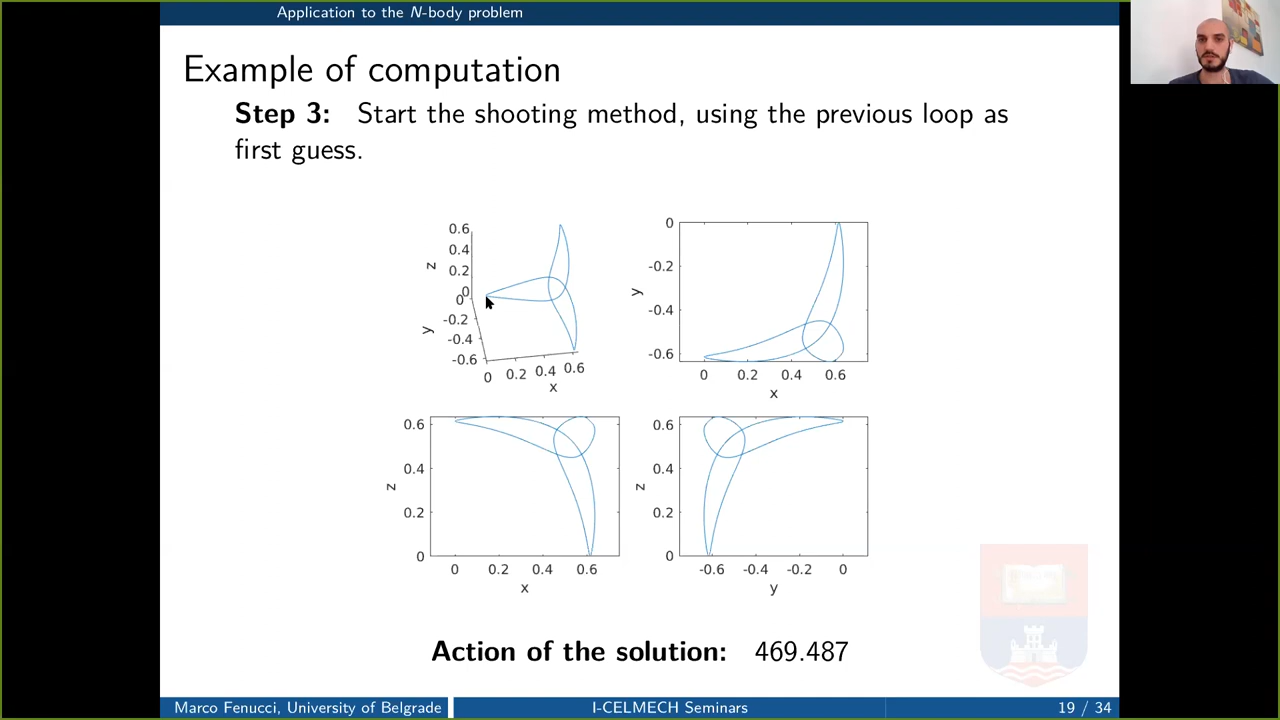 Application to the N-body problem
Example of computation
Step 3: Start the shooting method, using the previous loop as
first guess.
0.6
0.4
0.2
0
z
0
-0.2
-0.4
-0.6
y
0 0.2 0.4 0.6
x
0
-0.2
-0.4
-0.6
y
0 0.2 0.4 0.6
x
0.6
0.4
0.2
0
z
0 0.2 0.4 0.6
x
0.6
0.4
0.2
0
z
-0.6 -0.4 -0.2 0
y
Action of the solution: 469.487
Marco Fenucci, University of Belgrade I-CELMECH Seminars 19 / 34